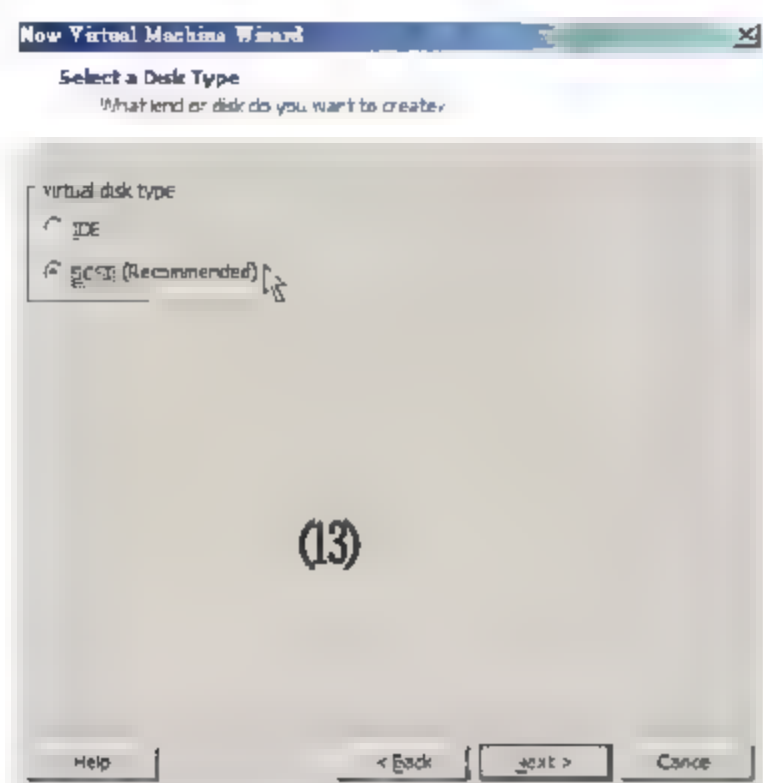 New Virtual Machine Wizard
Select a Disk Type
What kind of disk do you want to create?
Virtual disk type
IDE
SCSI (Recommended)
(13)
Help
< Back
Next >
Cancel